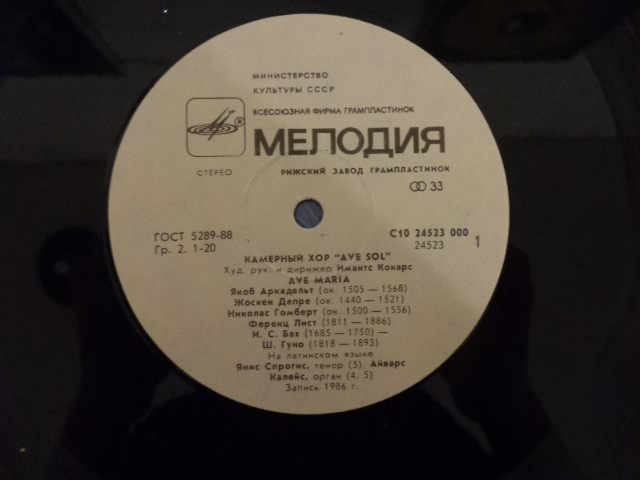 МИНИСТЕРСТВО
КУЛЬТУРЫ СССР
ВСЕСОЮЗНАЯ ФИРМА ГРАМПЛАСТИНОК
®
МЕЛОДИЯ
СТЕРЕО
РИЖСКИЙ ЗАВОД ГРАМПЛАСТИНОК
33
ГОСТ 5289-88
Гр. 2. 1-20
С10 24523 000
24523
1
КАМЕРНЫЙ ХОР "AVE SOL"
Худ. рук. и дирижер Имантс Кокарс
AVE MARIA
Якоб Аркадельт (ок. 1505 — 1568)
Жоскен Депре (ок. 1440 — 1521)
Николас Гомберт (ок. 1500 — 1556)
Ференц Лист (1811 — 1886)
И. С. Бах (1685 — 1750) —
Ш. Гуно (1818 — 1893)
На латинском языке
Янис Спрогис, тенор (5). Айварс
Калейс, орган (4, 5)
Запись 1986 г.